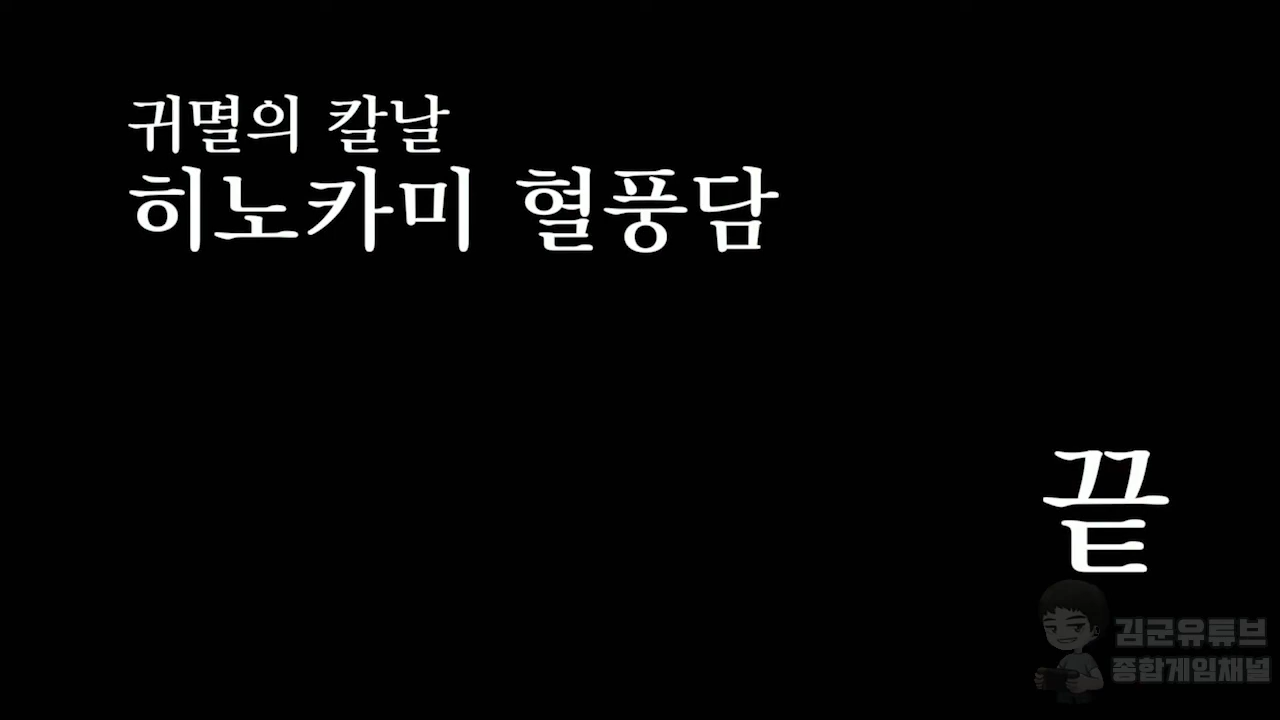 귀멸의 칼날
히노카미 혈풍담
끝
김군유튜브
종합게임채널